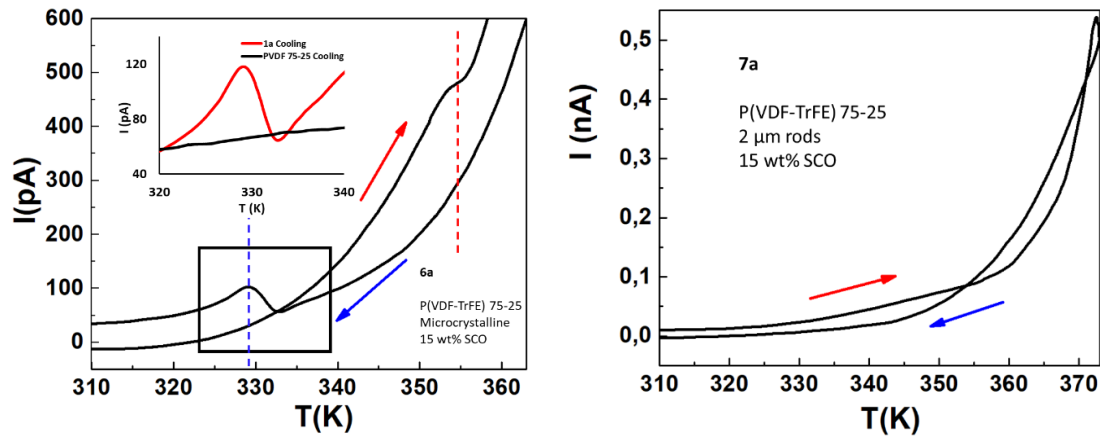 600
500
400
300
200
100
0
I(pA)
310 320 330 340 350 360
T(K)
120
80
40
I (pA)
1a Cooling
PVDF 75-25 Cooling
320 330 340
T (K)
6a
P(VDF-TrFE) 75-25
Microcrystalline
15 wt% SCO
0,5
0,4
0,3
0,2
0,1
0,0
I (nA)
7a
P(VDF-TrFE) 75-25
2 µm rods
15 wt% SCO
310 320 330 340 350 360 370
T(K)